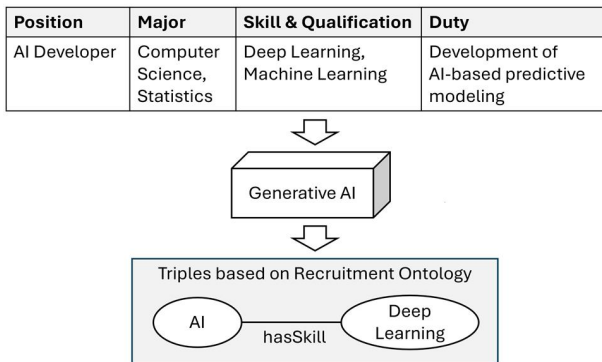 Position Major Skill & Qualification Duty
AI Developer Computer Deep Learning, Development of
Science, Machine Learning AI-based predictive
Statistics modeling
Generative AI
Triples based on Recruitment Ontology
AI hasSkill Deep
Learning